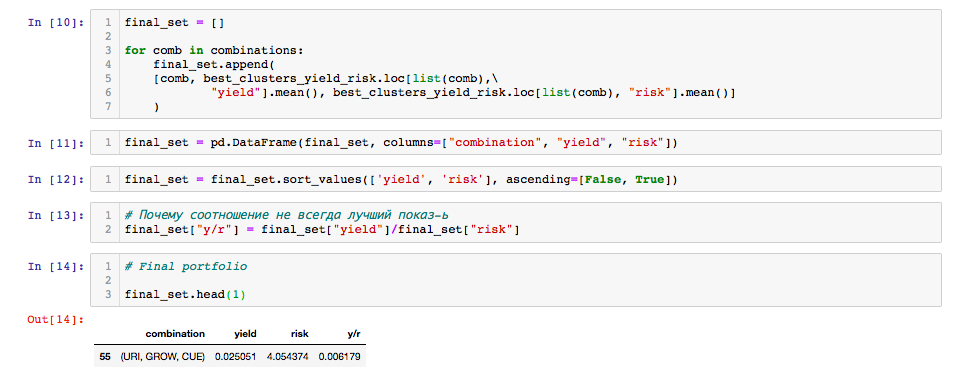 In [10]:
1 final_set = []
2
3 for comb in combinations:
4     final_set.append(
5     [comb, best_clusters_yield_risk.loc[list(comb),\
6             "yield"].mean(), best_clusters_yield_risk.loc[list(comb), "risk"].mean()]
7     )
In [11]:
1 final_set = pd.DataFrame(final_set, columns=["combination", "yield", "risk"])
In [12]:
1 final_set = final_set.sort_values(['yield', 'risk'], ascending=[False, True])
In [13]:
1 # Почему соотношение не всегда лучший показ-ь
2 final_set["y/r"] = final_set["yield"]/final_set["risk"]
In [14]:
1 # Final portfolio
2
3 final_set.head(1)
Out[14]:
combination yield risk y/r
55 (URI, GROW, CUE) 0.025051 4.054374 0.006179